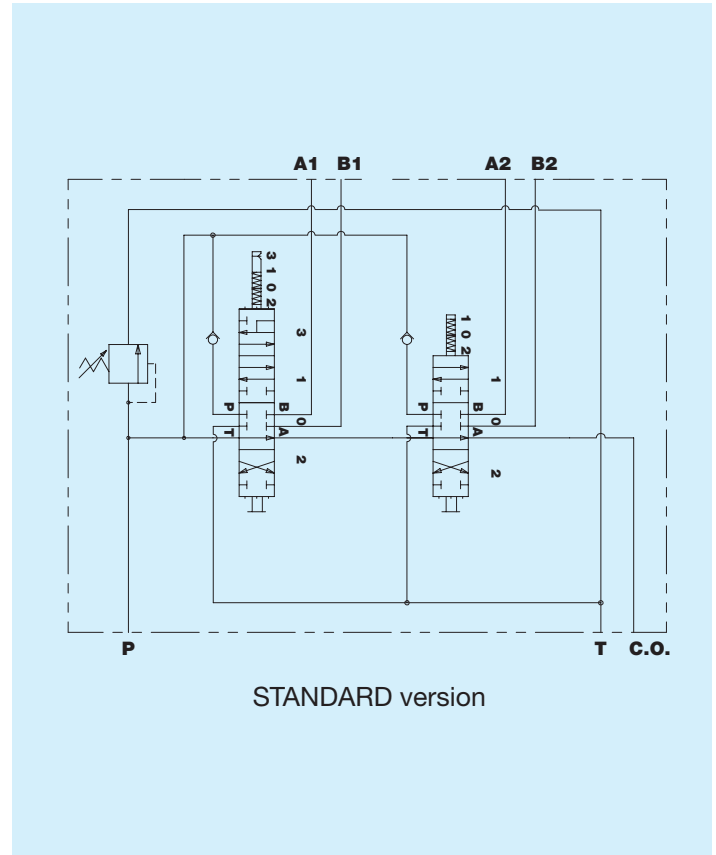 A1 B1 A2 B2
3 1 0 2
1 0 2
3
1
P B
0
T A
2
1
P B
0
T A
2
P T C.O.
STANDARD version